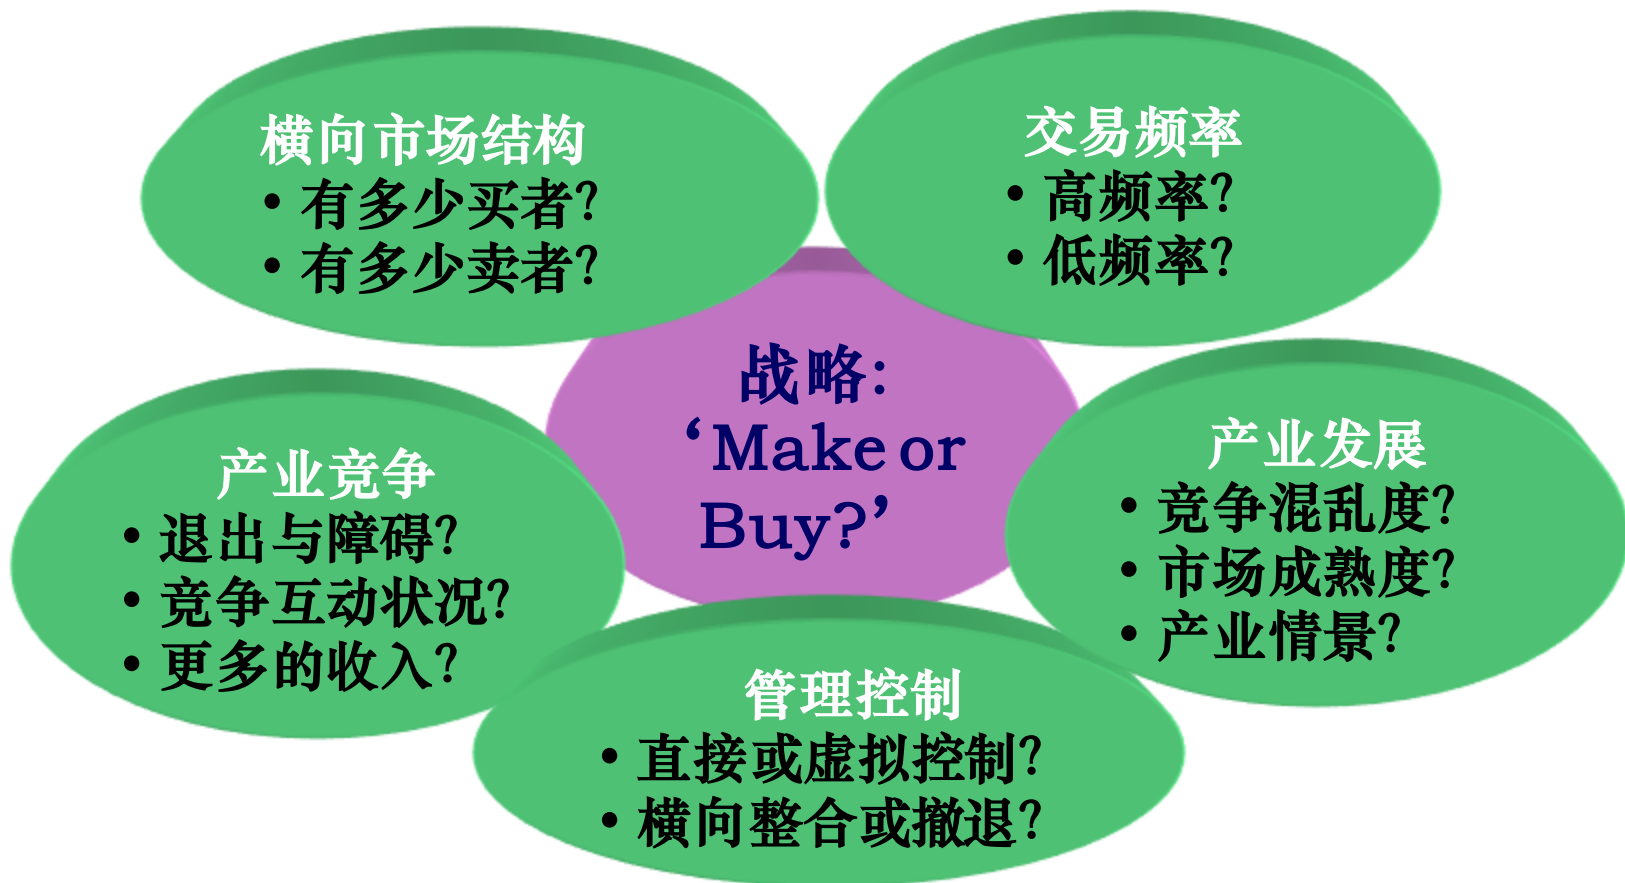 横向市场结构
• 有多少买者?
• 有多少卖者?
交易频率
• 高频率?
• 低频率?
战略:
‘Make or
Buy?’
产业竞争
• 退出与障碍?
• 竞争互动状况?
• 更多的收入?
产业发展
• 竞争混乱度?
• 市场成熟度?
• 产业情景?
管理控制
• 直接或虚拟控制?
• 横向整合或撤退?